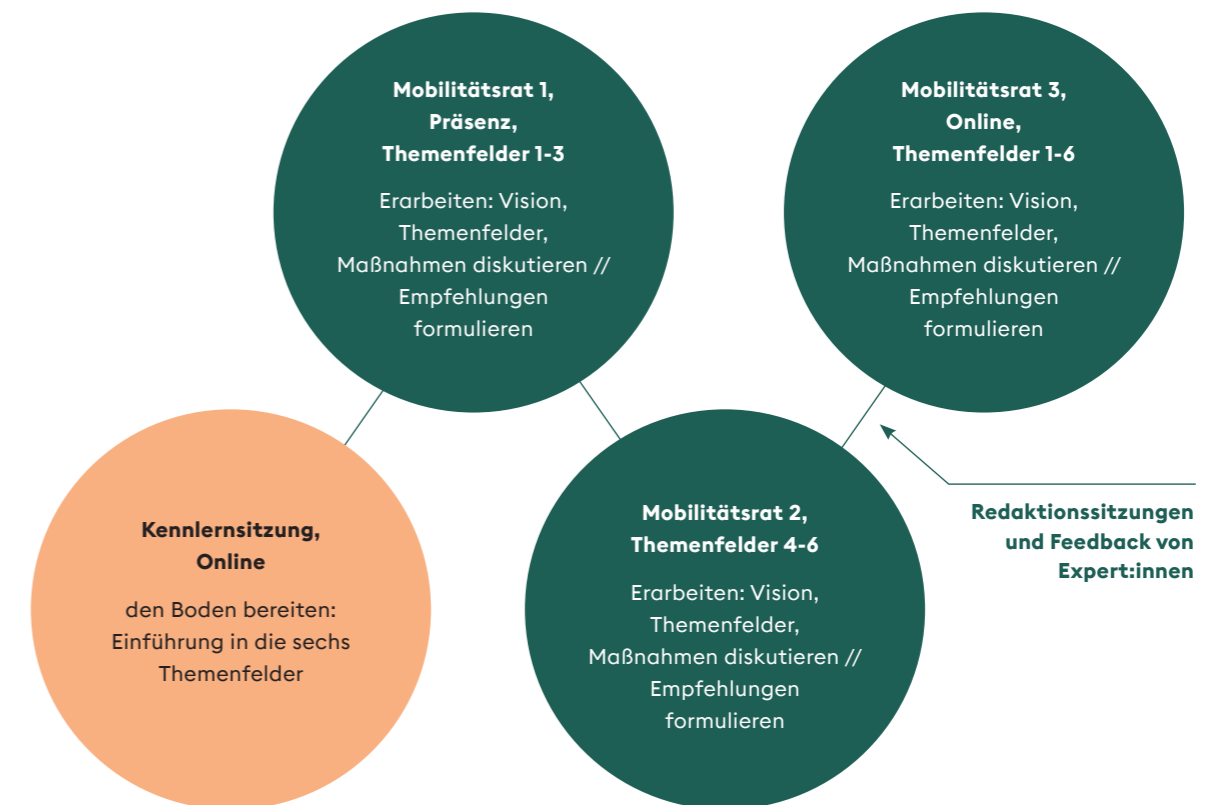 Mobilitätsrat 1,
Präsenz,
Themenfelder 1-3
Erarbeiten: Vision,
Themenfelder,
Maßnahmen diskutieren //
Empfehlungen
formulieren
Mobilitätsrat 3,
Online,
Themenfelder 1-6
Erarbeiten: Vision,
Themenfelder,
Maßnahmen diskutieren //
Empfehlungen
formulieren
Kennlernsitzung,
Online
den Boden bereiten:
Einführung in die sechs
Themenfelder
Mobilitätsrat 2,
Themenfelder 4-6
Erarbeiten: Vision,
Themenfelder,
Maßnahmen diskutieren //
Empfehlungen
formulieren
Redaktionssitzungen
und Feedback von
Expert:innen